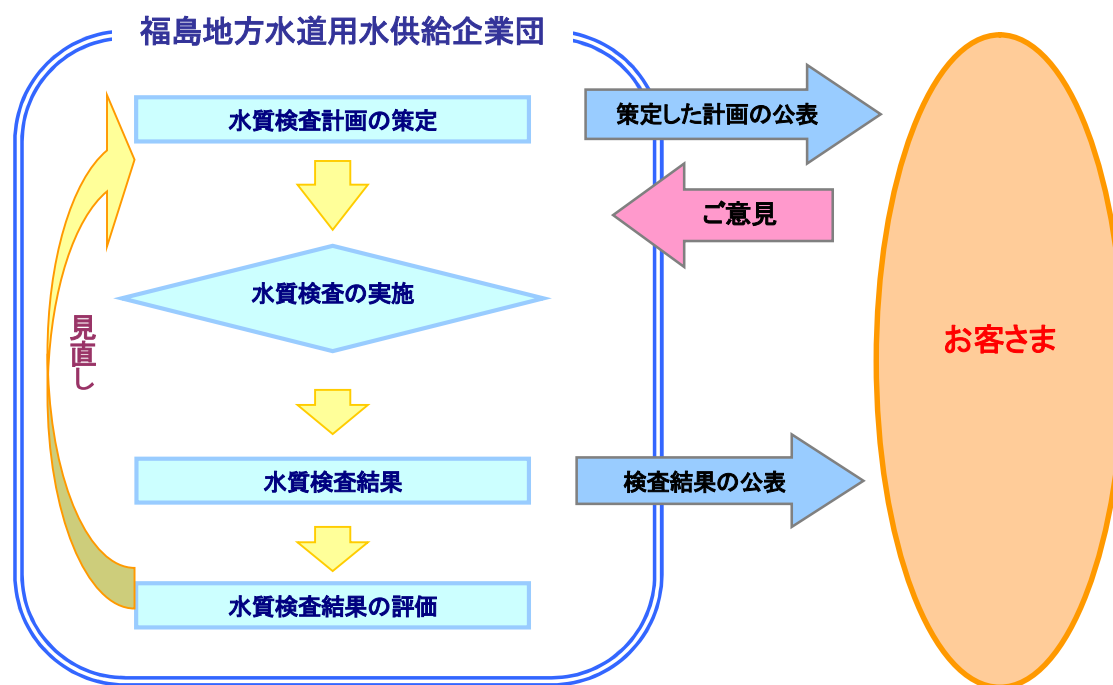 福島地方水道用水供給企業団
水質検査計画の策定
策定した計画の公表
ご意見
水質検査の実施
見直し
お客さま
水質検査結果
検査結果の公表
水質検査結果の評価